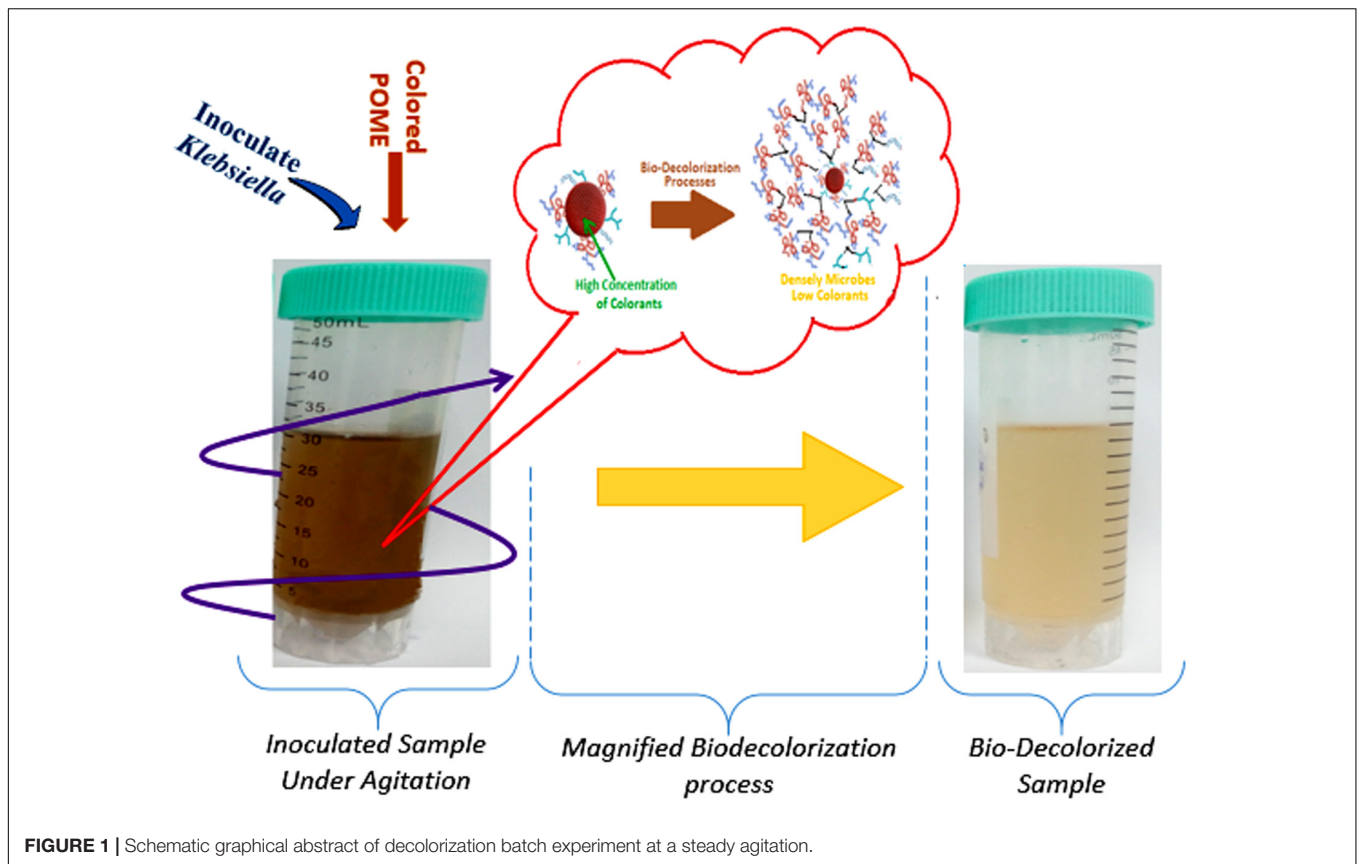 Inoculate
Klebsiella
Colored
POME
Bio-Decolorization
Processes
High Concentration
of Colorants
Densely Microbes
Low Colorants
50mL
45
40
35
30
25
20
15
10
5
Inoculated Sample
Under Agitation
Magnified Biodecolorization
process
Bio-Decolorized
Sample
FIGURE 1 | Schematic graphical abstract of decolorization batch experiment at a steady agitation.